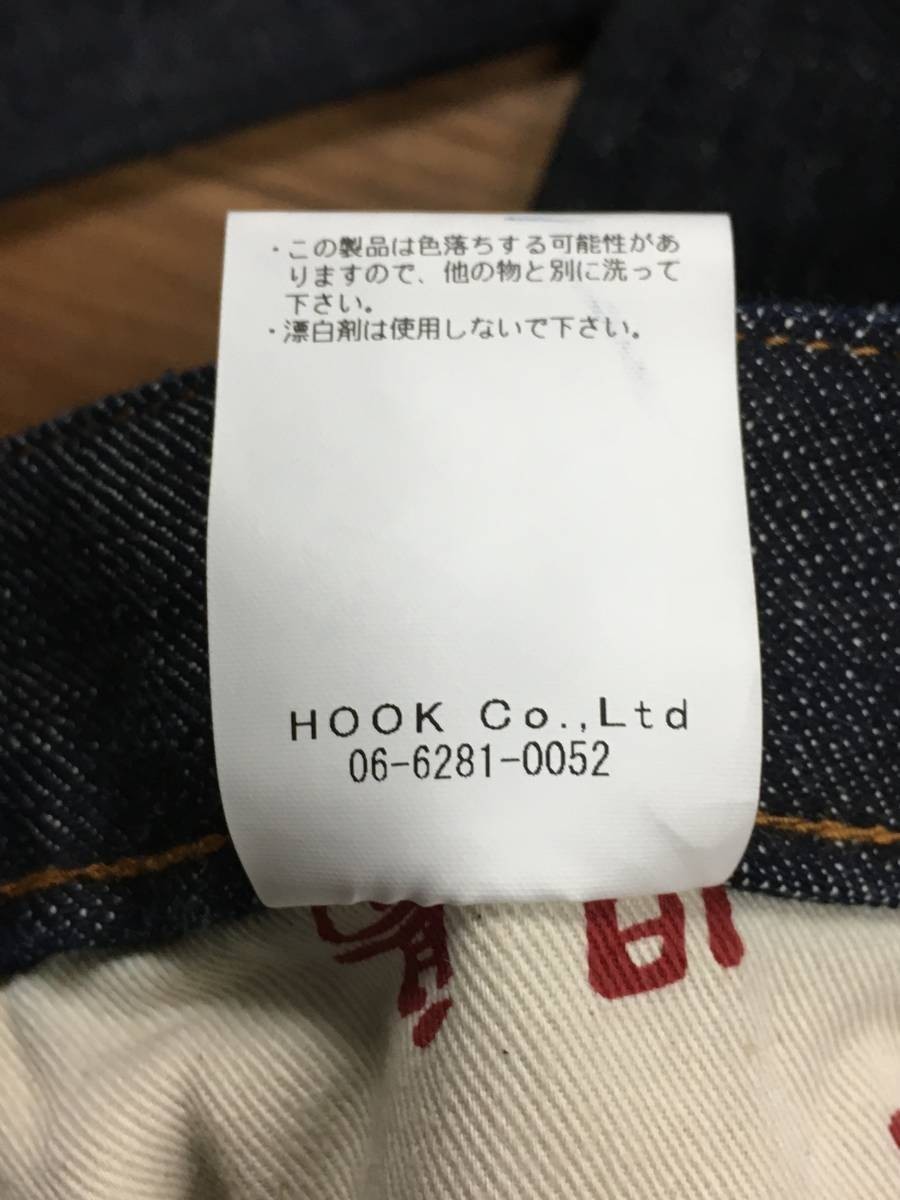 ・この製品は色落ちする可能性があ
りますので、他の物と別に洗って
下さい。
・漂白剤は使用しないで下さい。
HOOK Co.,Ltd
06-6281-0052